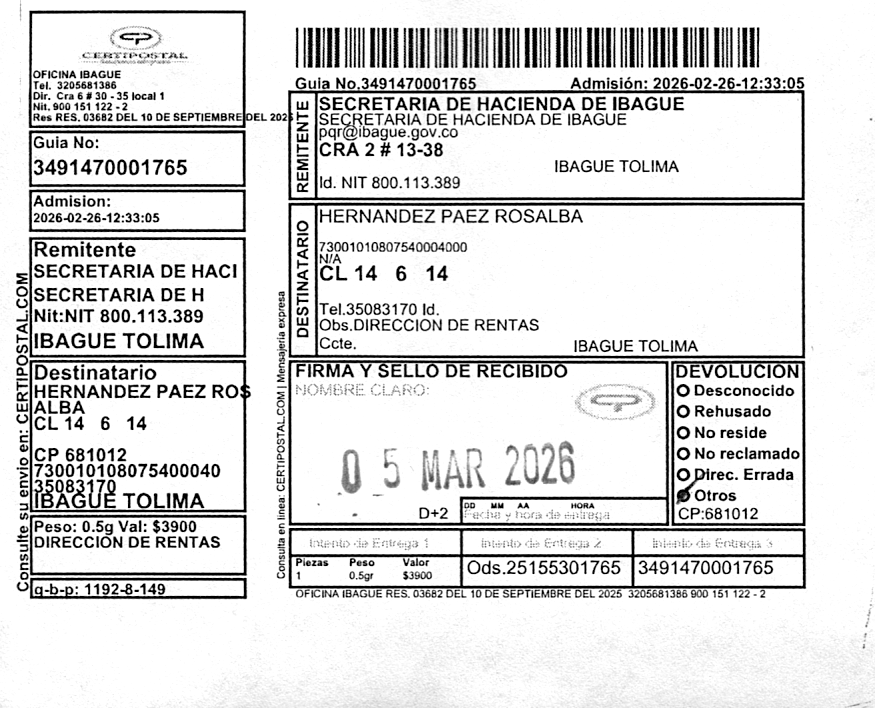 CERTIPOSTAL
OFICINA IBAGUE
Tel. 3205681386
Dir. Cra 6 # 30 - 35 local 1
Nit. 900 151 122 - 2
Res RES. 03682 DEL 10 DE SEPTIEMBRE DEL 2025
Guia No:
3491470001765
Admision:
2026-02-26-12:33:05
Remitente
SECRETARIA DE HACI
SECRETARIA DE H
Nit:NIT 800.113.389
IBAGUE TOLIMA
Destinatario
HERNANDEZ PAEZ ROS
ALBA
CL 14 6 14
CP 681012
730010108075400040
35083170
IBAGUE TOLIMA
Peso: 0.5g Val: $3900
DIRECCION DE RENTAS
q-b-p: 1192-8-149
Consulte su envio en: CERTIPOSTAL.COM
Guia No.3491470001765 Admisión: 2026-02-26-12:33:05
REMITENTE
SECRETARIA DE HACIENDA DE IBAGUE
SECRETARIA DE HACIENDA DE IBAGUE
pqr@ibague.gov.co
CRA 2 # 13-38
IBAGUE TOLIMA
Id. NIT 800.113.389
DESTINATARIO
HERNANDEZ PAEZ ROSALBA
73001010807540004000
N/A
CL 14 6 14
Tel.35083170 Id.
Obs.DIRECCION DE RENTAS
Ccte. IBAGUE TOLIMA
Consulta en línea: CERTIPOSTAL.COM | Mensajería expresa
FIRMA Y SELLO DE RECIBIDO
NOMBRE CLARO:
05 MAR 2026
D+2
DD MM AA HORA
Fecha y hora de entrega
DEVOLUCION
Desconocido
Rehusado
No reside
No reclamado
Direc. Errada
Otros
CP:681012
Intento de Entrega 1 Intento de Entrega 2 Intento de Entrega 3
Piezas Peso Valor
1 0.5gr $3900
Ods.25155301765 3491470001765
OFICINA IBAGUE RES. 03682 DEL 10 DE SEPTIEMBRE DEL 2025 3205681386 900 151 122 - 2